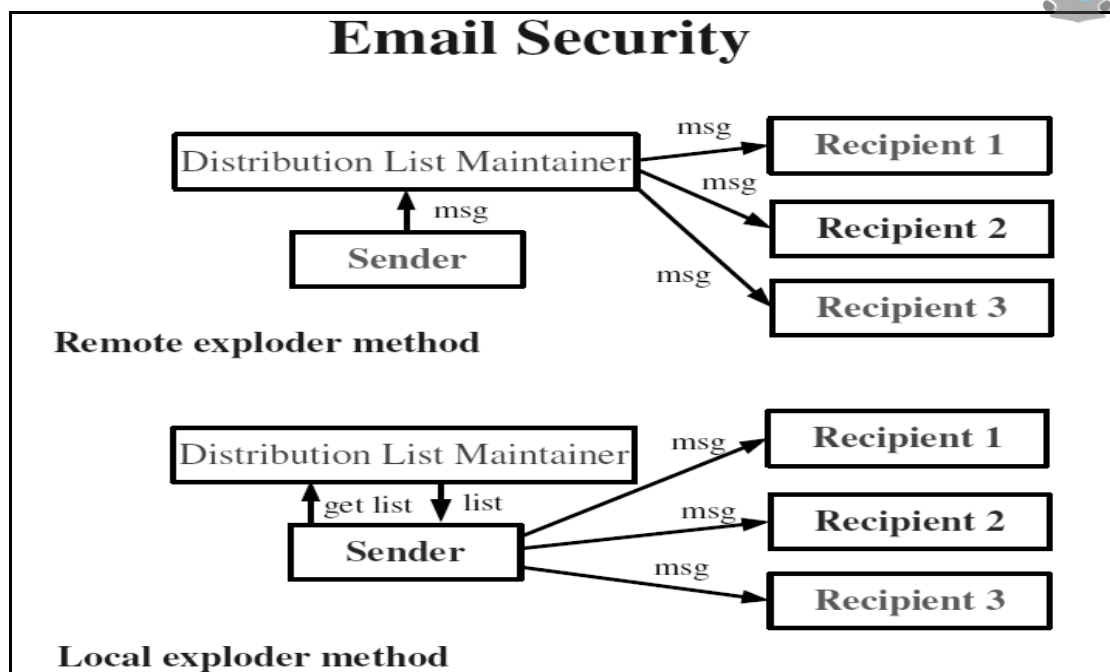 Email Security
msg
Recipient 1
Distribution List Maintainer
msg
msg
Recipient 2
Sender
msg
Recipient 3
Remote exploder method
Distribution List Maintainer
msg
Recipient 1
get list
list
msg
Recipient 2
Sender
msg
Recipient 3
Local exploder method